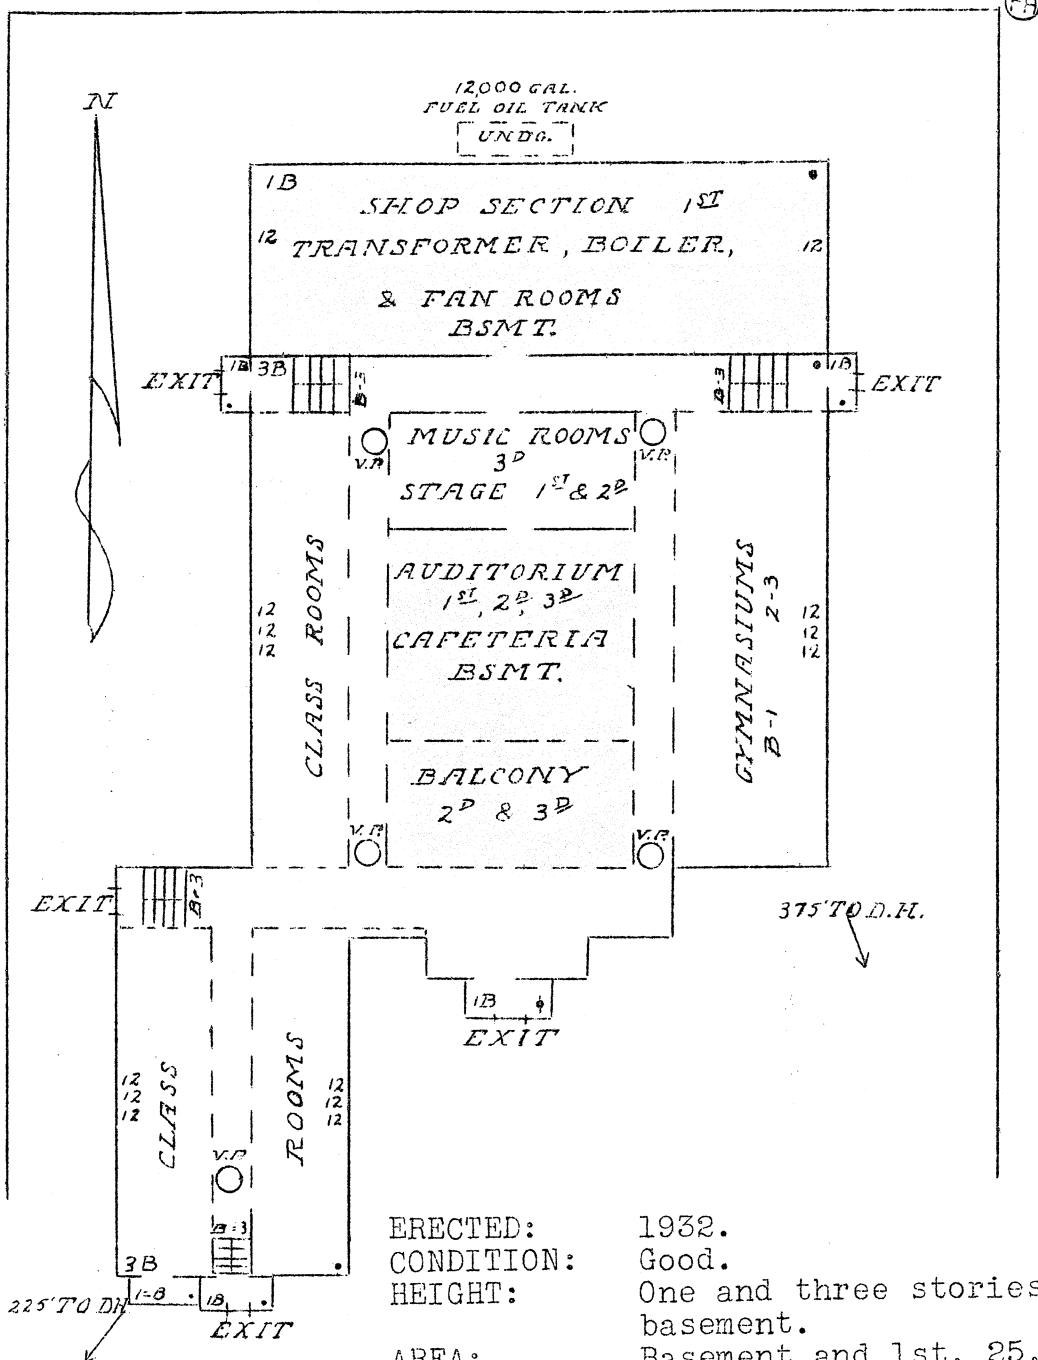 FA
12,000 GAL.
FUEL OIL TANK
UNDG.
N
1B
SHOP SECTION 1ST
12 TRANSFORMER, BOILER, 12
& FAN ROOMS
BSMT.
EXIT
1B 3B
B-3
B-3
1B
EXIT
V.P.
MUSIC ROOMS
3D
V.P.
STAGE 1ST & 2D
CLASS ROOMS
AUDITORIUM
1ST, 2D, 3D
CAFETERIA
BSMT.
12
12
12
GYMNASIUMS
B-1 2-3
12
12
12
BALCONY
2D & 3D
V.P.
V.P.
EXIT
B-3
375' TO D.H.
1B
EXIT
12
12
12
CLASS
ROOMS
12
12
12
V.P.
B-3
3B
1=B
1B
225' TO DH
EXIT
ERECTED: 1932.
CONDITION: Good.
HEIGHT: One and three stories
basement.
AREA: Basement and 1st. 25,